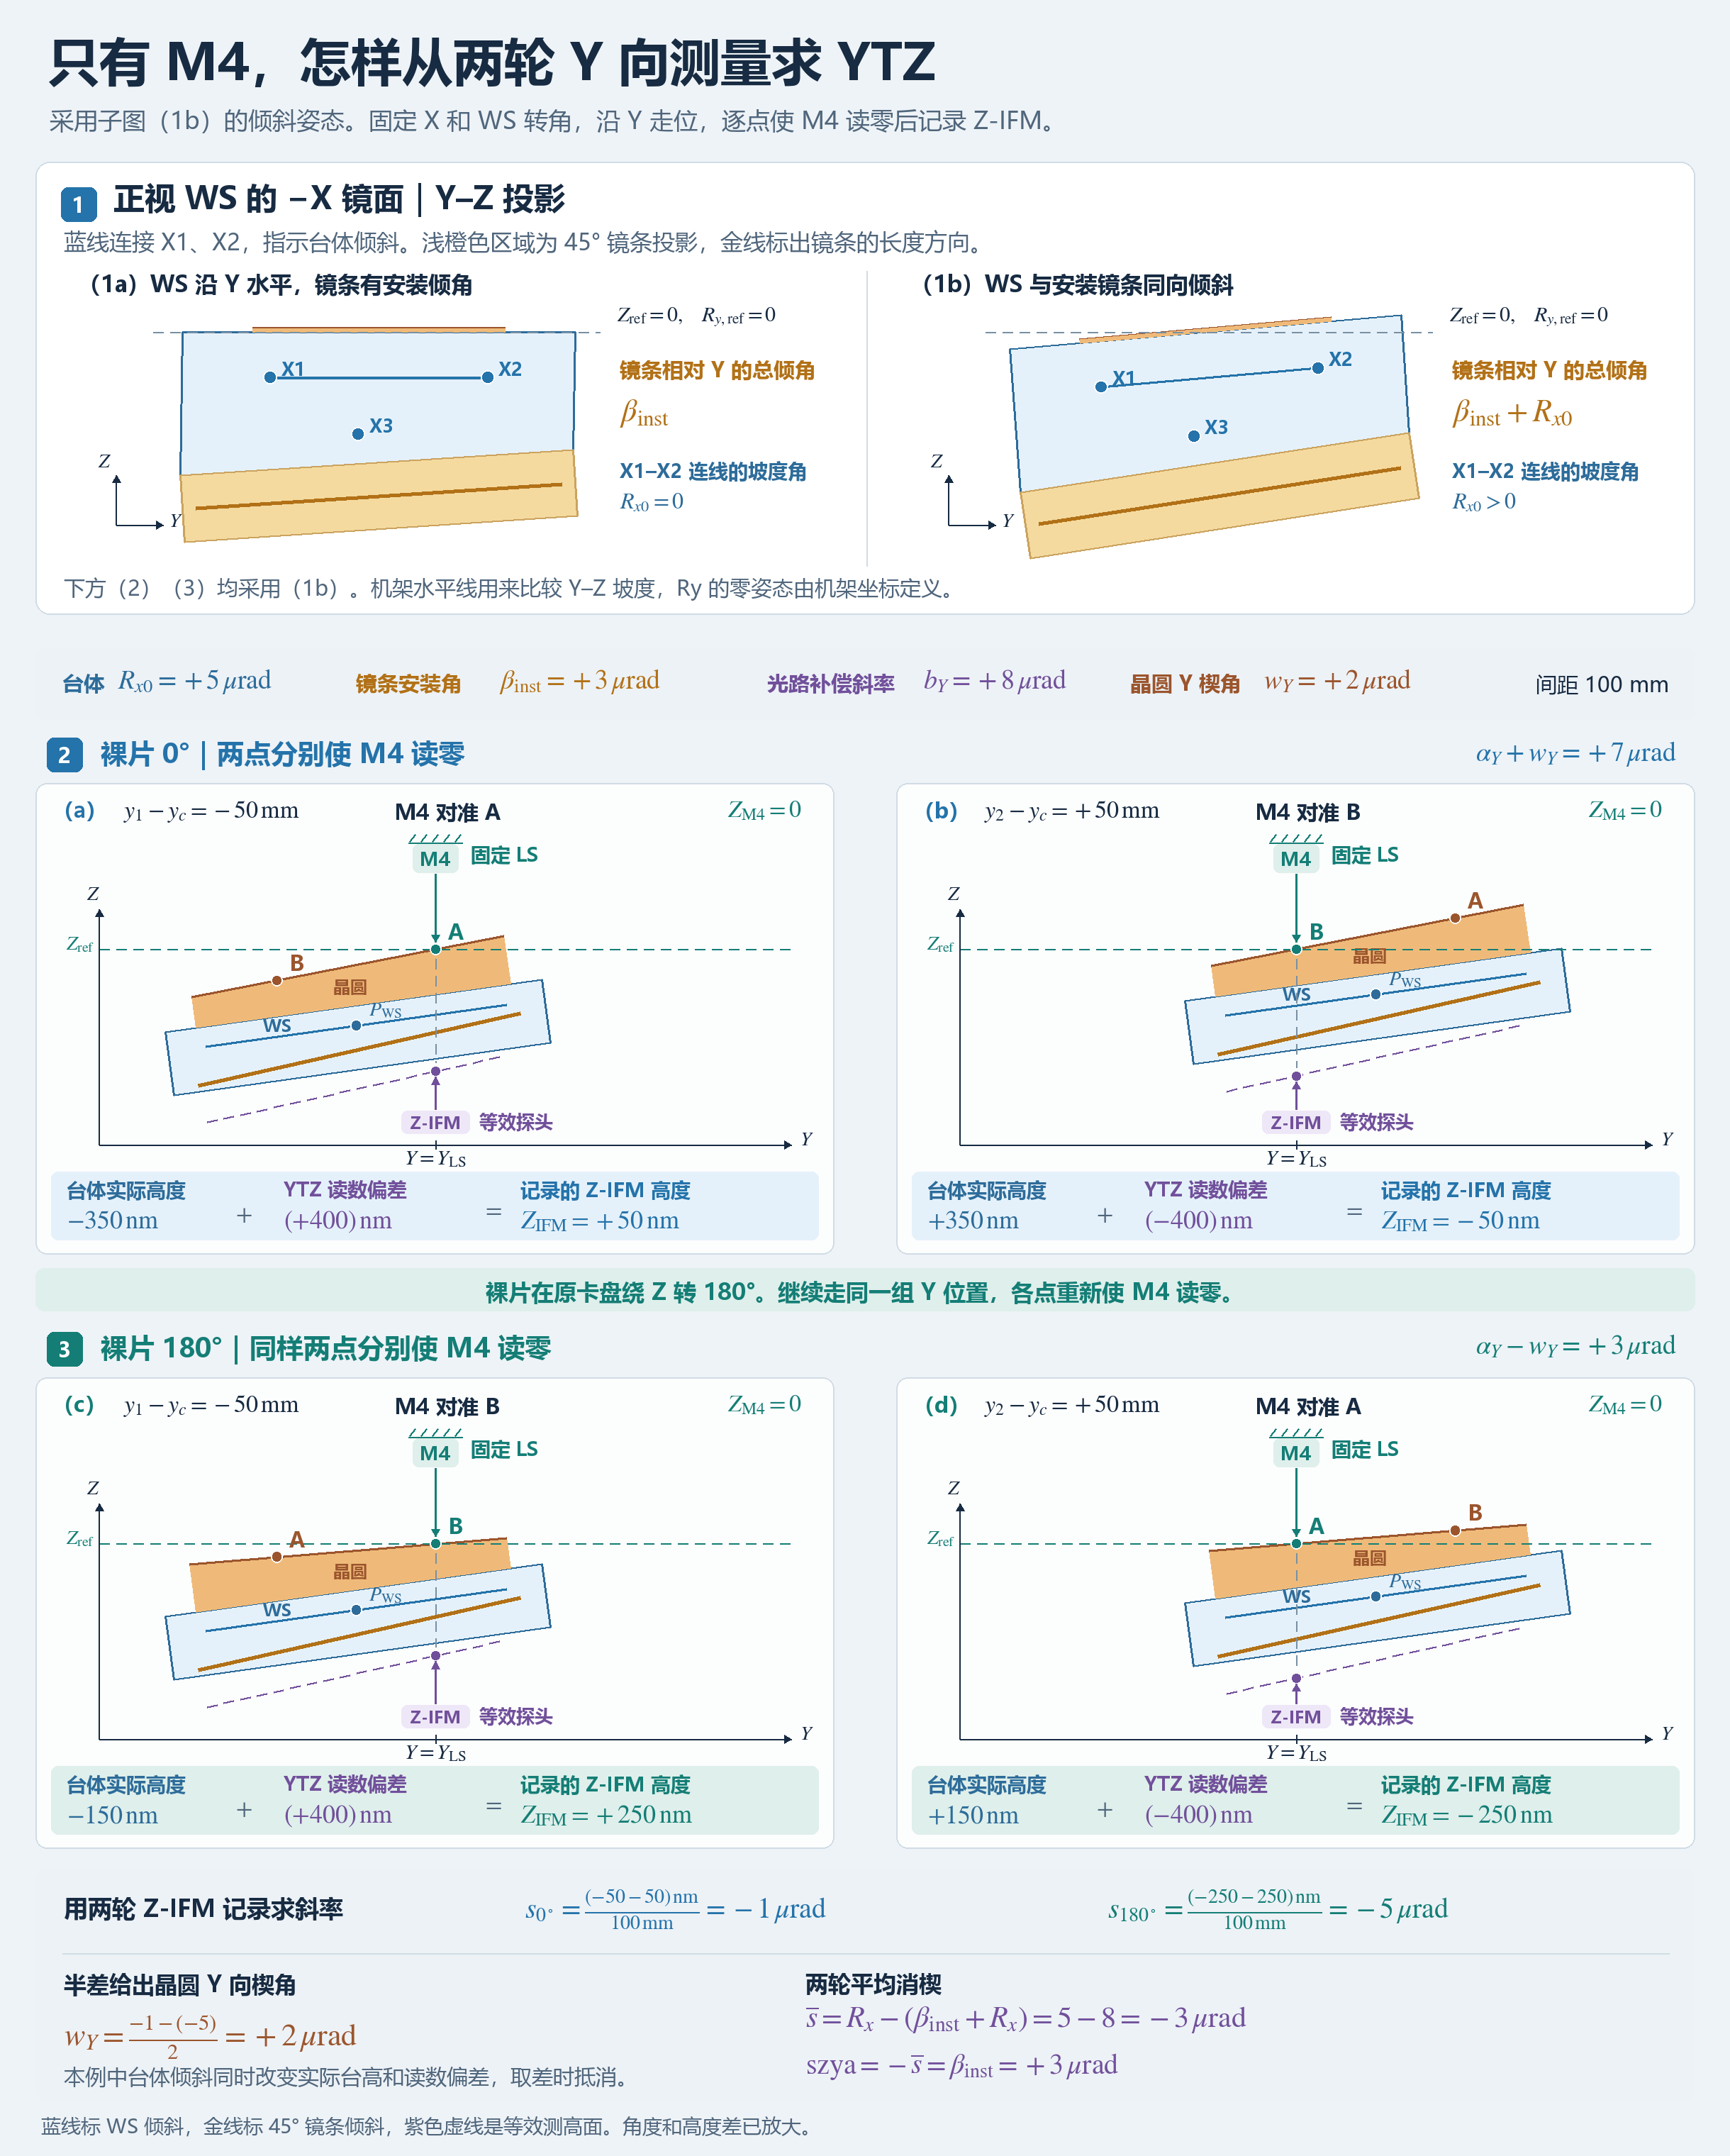 只有 M4，怎样从两轮 Y 向测量求 YTZ
采用子图（1b）的倾斜姿态。固定 X 和 WS 转角，沿 Y 走位，逐点使 M4 读零后记录 Z-IFM。
1 正视 WS 的 −X 镜面 | Y–Z 投影
蓝线连接 X1、X2，指示台体倾斜。浅橙色区域为 45° 镜条投影，金线标出镜条的长度方向。
（1a）WS 沿 Y 水平，镜条有安装倾角
Z_ref = 0, R_y,ref = 0
X1
X2
X3
镜条相对 Y 的总倾角
β_inst
X1–X2 连线的坡度角
R_x0 = 0
Z
Y
（1b）WS 与安装镜条同向倾斜
Z_ref = 0, R_y,ref = 0
X1
X2
X3
镜条相对 Y 的总倾角
β_inst + R_x0
X1–X2 连线的坡度角
R_x0 > 0
Z
Y
下方（2）（3）均采用（1b）。机架水平线用来比较 Y–Z 坡度，Ry 的零姿态由机架坐标定义。
台体 R_x0 = +5 μrad 镜条安装角 β_inst = +3 μrad 光路补偿斜率 b_Y = +8 μrad 晶圆 Y 楔角 w_Y = +2 μrad 间距 100 mm
2 裸片 0° | 两点分别使 M4 读零 α_Y + w_Y = +7 μrad
(a) y₁ − y_c = −50 mm M4 对准 A Z_M4 = 0
M4 固定 LS
Z
Z_ref
A
B
晶圆
P_WS
WS
Z-IFM 等效探头
Y
Y = Y_LS
台体实际高度 YTZ 读数偏差 记录的 Z-IFM 高度
−350 nm + (+400) nm = Z_IFM = +50 nm
(b) y₂ − y_c = +50 mm M4 对准 B Z_M4 = 0
M4 固定 LS
Z
A
Z_ref
B
晶圆
P_WS
WS
Z-IFM 等效探头
Y
Y = Y_LS
台体实际高度 YTZ 读数偏差 记录的 Z-IFM 高度
+350 nm + (−400) nm = Z_IFM = −50 nm
裸片在原卡盘绕 Z 转 180°。继续走同一组 Y 位置，各点重新使 M4 读零。
3 裸片 180° | 同样两点分别使 M4 读零 α_Y − w_Y = +3 μrad
(c) y₁ − y_c = −50 mm M4 对准 B Z_M4 = 0
M4 固定 LS
Z
Z_ref
B
A
晶圆
P_WS
WS
Z-IFM 等效探头
Y
Y = Y_LS
台体实际高度 YTZ 读数偏差 记录的 Z-IFM 高度
−150 nm + (+400) nm = Z_IFM = +250 nm
(d) y₂ − y_c = +50 mm M4 对准 A Z_M4 = 0
M4 固定 LS
Z
B
Z_ref
A
晶圆
P_WS
WS
Z-IFM 等效探头
Y
Y = Y_LS
台体实际高度 YTZ 读数偏差 记录的 Z-IFM 高度
+150 nm + (−400) nm = Z_IFM = −250 nm
用两轮 Z-IFM 记录求斜率 s_0° = (−50 − 50) nm / 100 mm = −1 μrad s_180° = (−250 − 250) nm / 100 mm = −5 μrad
半差给出晶圆 Y 向楔角
w_Y = −1 − (−5) / 2 = +2 μrad
本例中台体倾斜同时改变实际台高和读数偏差，取差时抵消。
两轮平均消楔
s̅ = R_x − (β_inst + R_x) = 5 − 8 = −3 μrad
szya = −s̅ = β_inst = +3 μrad
蓝线标 WS 倾斜，金线标 45° 镜条倾斜，紫色虚线是等效测高面。角度和高度差已放大。